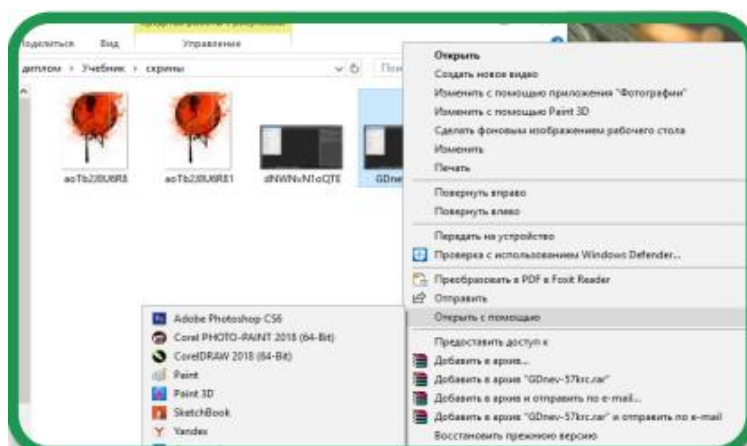 Поделиться Вид Управление
диплом › Учебник › скрины
aoTb2J8U6R8 aoTb2J8U6R81 dNWNvN1oQTE
Открыть
Создать новое видео
Изменить с помощью приложения "Фотографии"
Изменить с помощью Paint 3D
Сделать фоновым изображением рабочего стола
Изменить
Печать
Повернуть вправо
Повернуть влево
Передать на устройство
Проверка с использованием Windows Defender...
Преобразовать в PDF в Foxit Reader
Отправить
Открыть с помощью
Предоставить доступ к
Добавить в архив...
Добавить в архив "GDnev-57krc.rar"
Добавить в архив и отправить по e-mail...
Добавить в архив "GDnev-57krc.rar" и отправить по e-mail
Восстановить прежнюю версию
Adobe Photoshop CS6
Corel PHOTO-PAINT 2018 (64-Bit)
CorelDRAW 2018 (64-Bit)
Paint
Paint 3D
SketchBook
Yandex